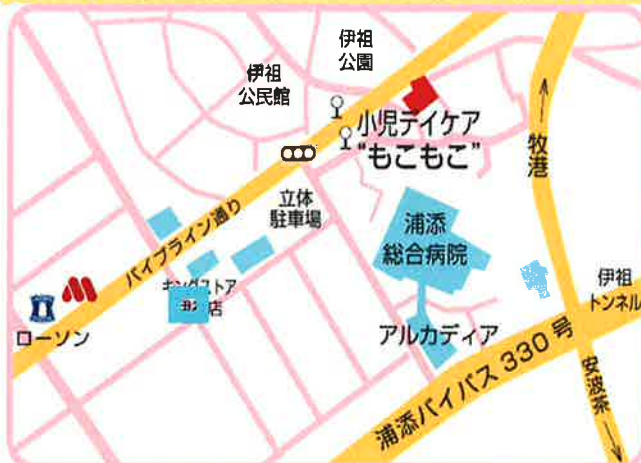 伊祖
公園
伊祖
公民館
小児デイケア
“もこもこ”
牧港
立体
駐車場
パイプライン通り
浦添
総合病院
伊祖
トンネル
ローソン
アルカディア
浦添バイパス330号
安波茶